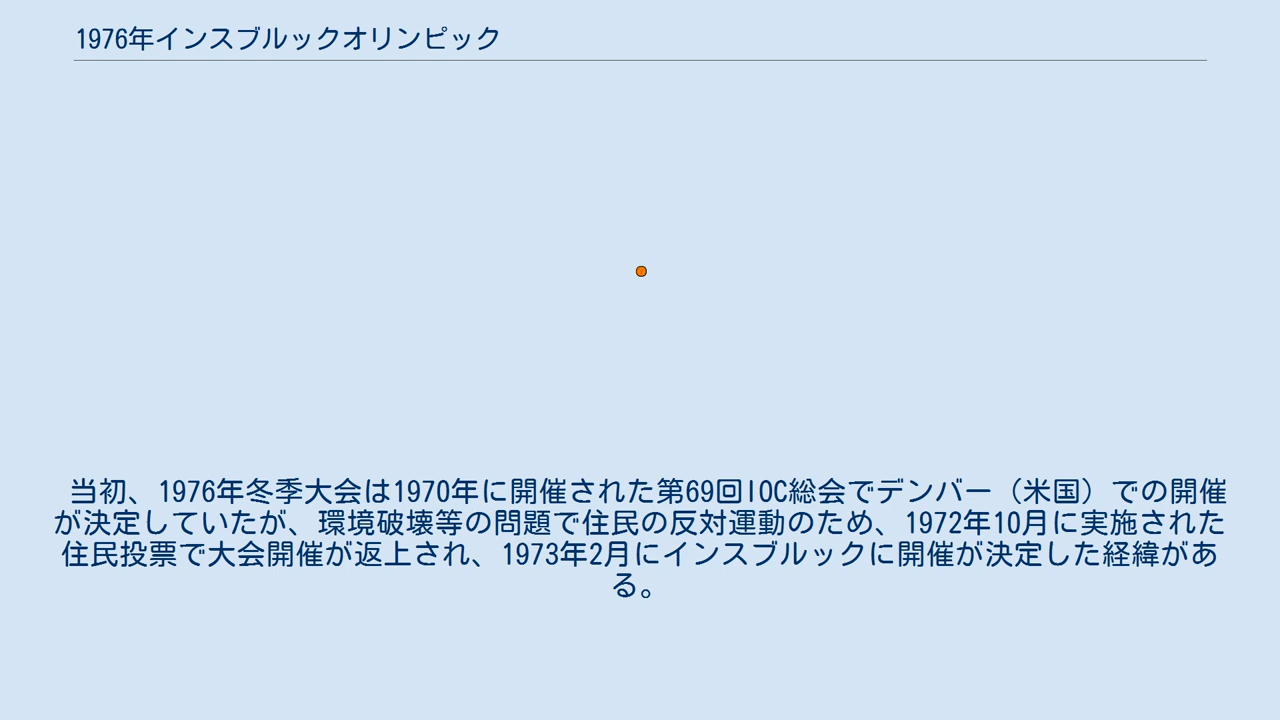 1976年インスブルックオリンピック
当初、1976年冬季大会は1970年に開催された第69回IOC総会でデンバー（米国）での開催
が決定していたが、環境破壊等の問題で住民の反対運動のため、1972年10月に実施された
住民投票で大会開催が返上され、1973年2月にインスブルックに開催が決定した経緯があ
る。